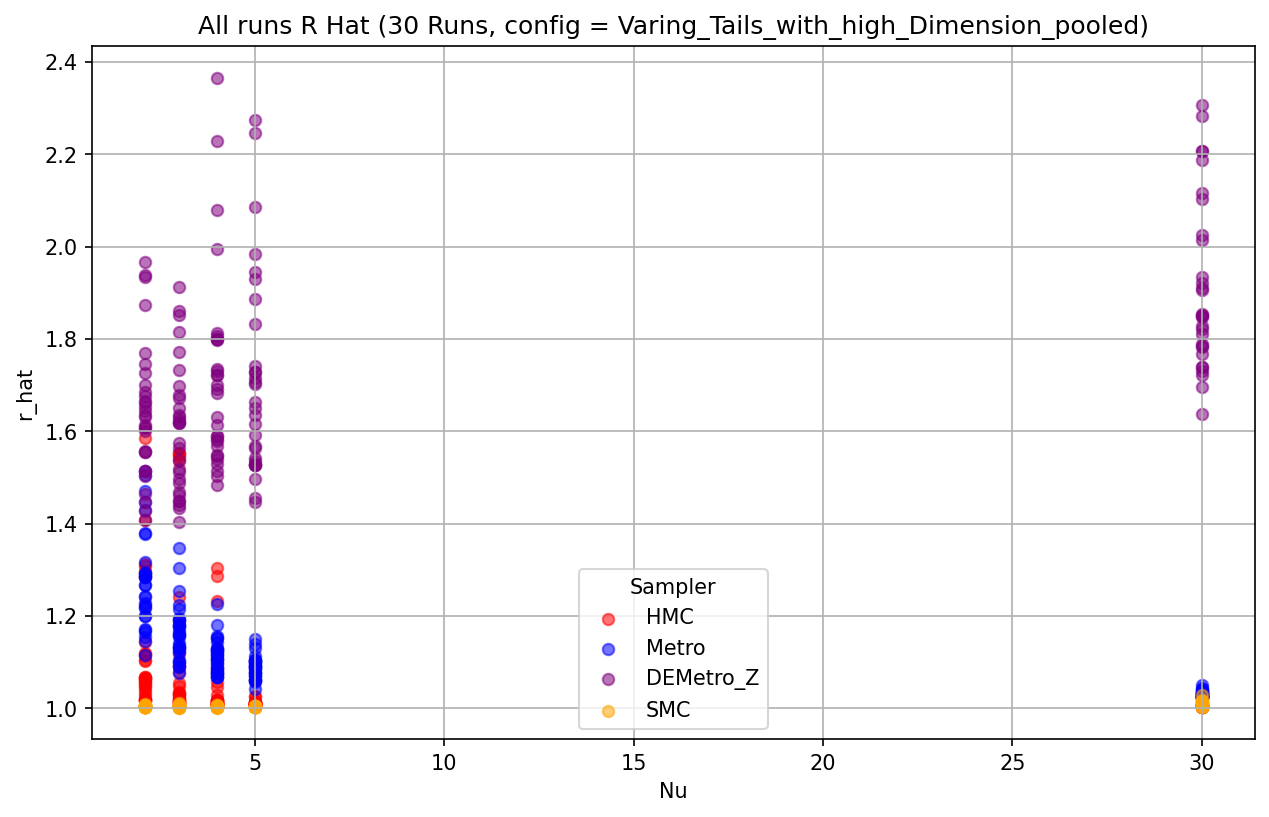 All runs R Hat (30 Runs, config = Varing_Tails_with_high_Dimension_pooled)
r_hat
2.4
2.2
2.0
1.8
1.6
1.4
1.2
1.0
Sampler
HMC
Metro
DEMetro_Z
SMC
5
10
15
20
25
30
Nu